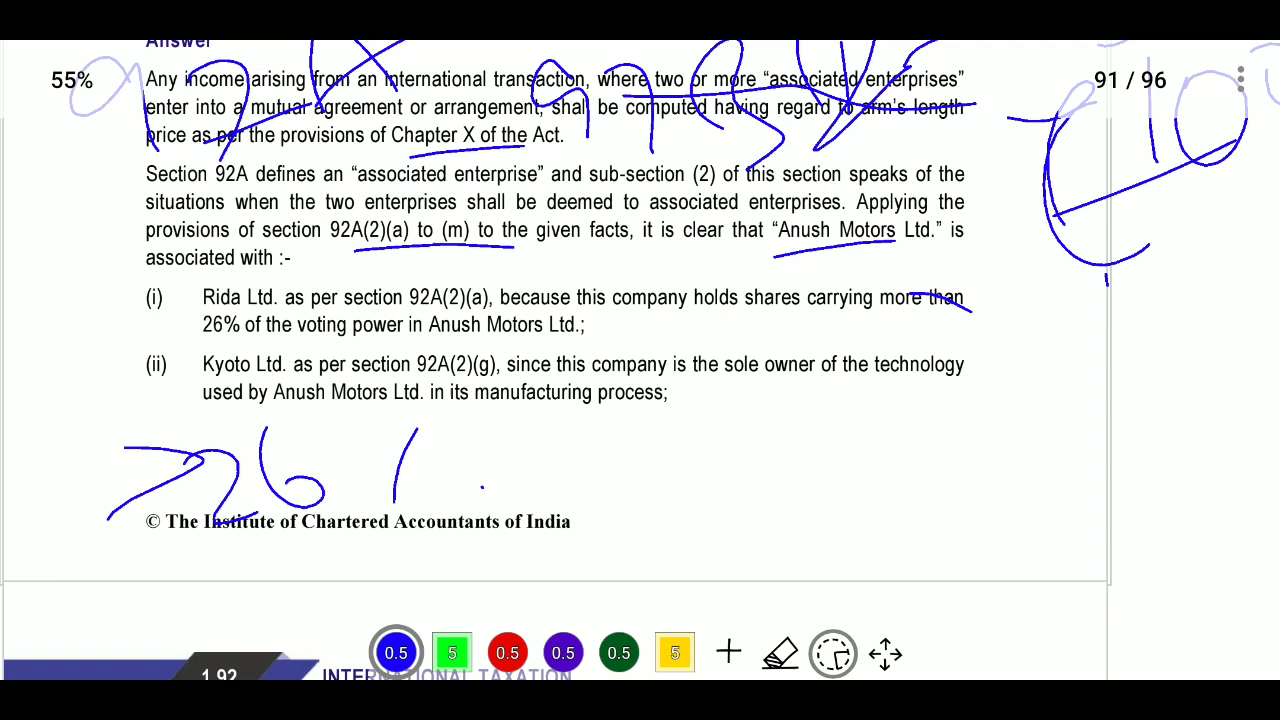 Answer
55%
91 / 96
Any income arising from an international transaction, where two or more “associated enterprises”
enter into a mutual agreement or arrangement, shall be computed having regard to arm’s length
price as per the provisions of Chapter X of the Act.
Section 92A defines an “associated enterprise” and sub-section (2) of this section speaks of the
situations when the two enterprises shall be deemed to associated enterprises. Applying the
provisions of section 92A(2)(a) to (m) to the given facts, it is clear that “Anush Motors Ltd.” is
associated with :-
(i) Rida Ltd. as per section 92A(2)(a), because this company holds shares carrying more than
26% of the voting power in Anush Motors Ltd.;
(ii) Kyoto Ltd. as per section 92A(2)(g), since this company is the sole owner of the technology
used by Anush Motors Ltd. in its manufacturing process;
>26
© The Institute of Chartered Accountants of India
0.5 5 0.5 0.5 0.5 5
1.92 INTERNATIONAL TAXATION